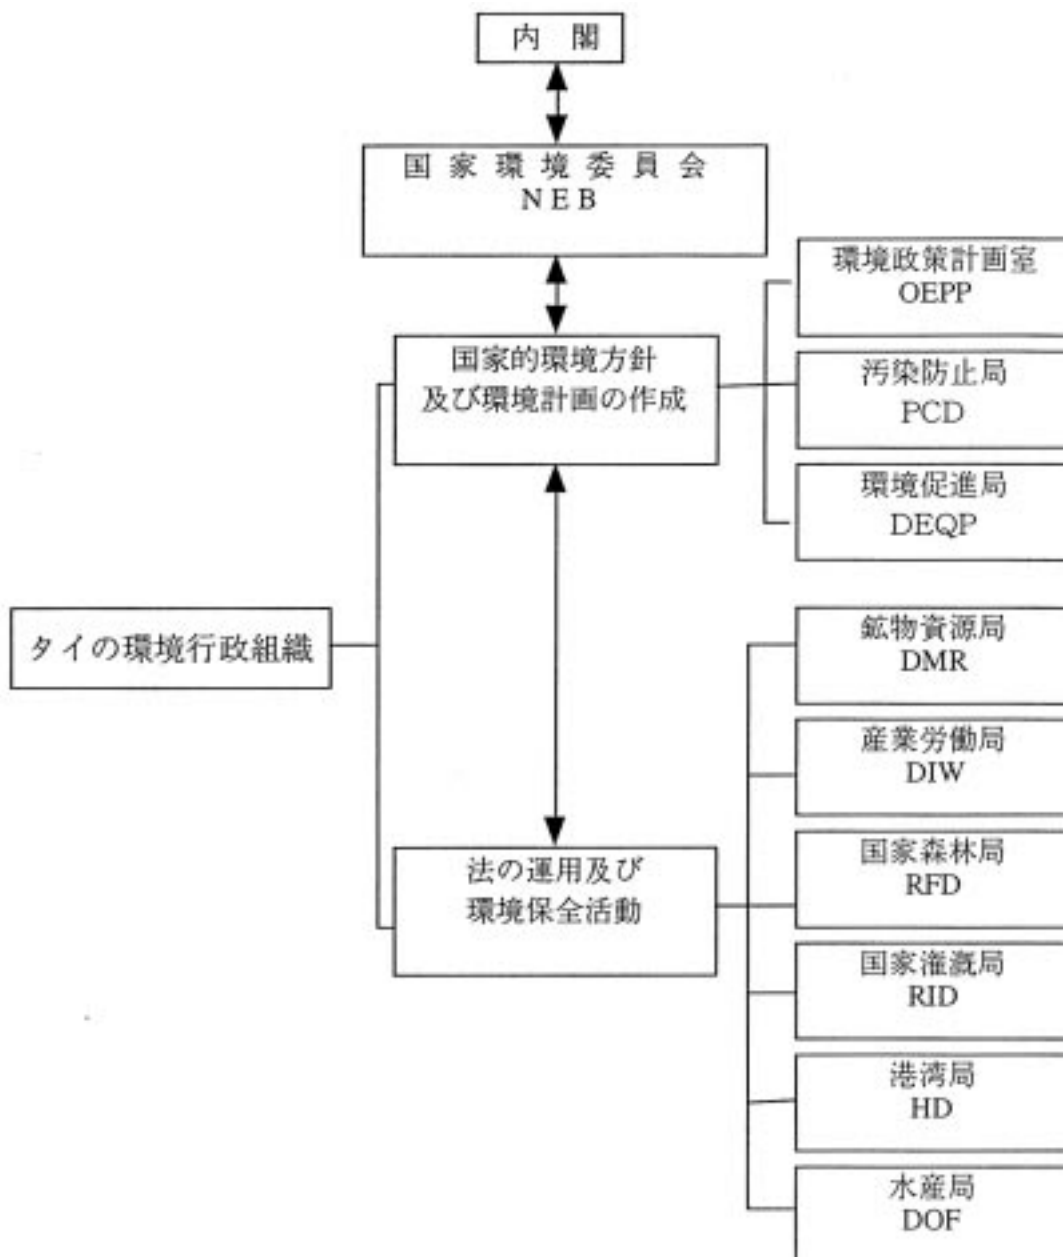 内 閣
国家環境委員会
NEB
環境政策計画室
OEPP
国家的環境方針
及び環境計画の作成
汚染防止局
PCD
環境促進局
DEQP
タイの環境行政組織
鉱物資源局
DMR
産業労働局
DIW
法の運用及び
環境保全活動
国家森林局
RFD
国家潅漑局
RID
港湾局
HD
水産局
DOF